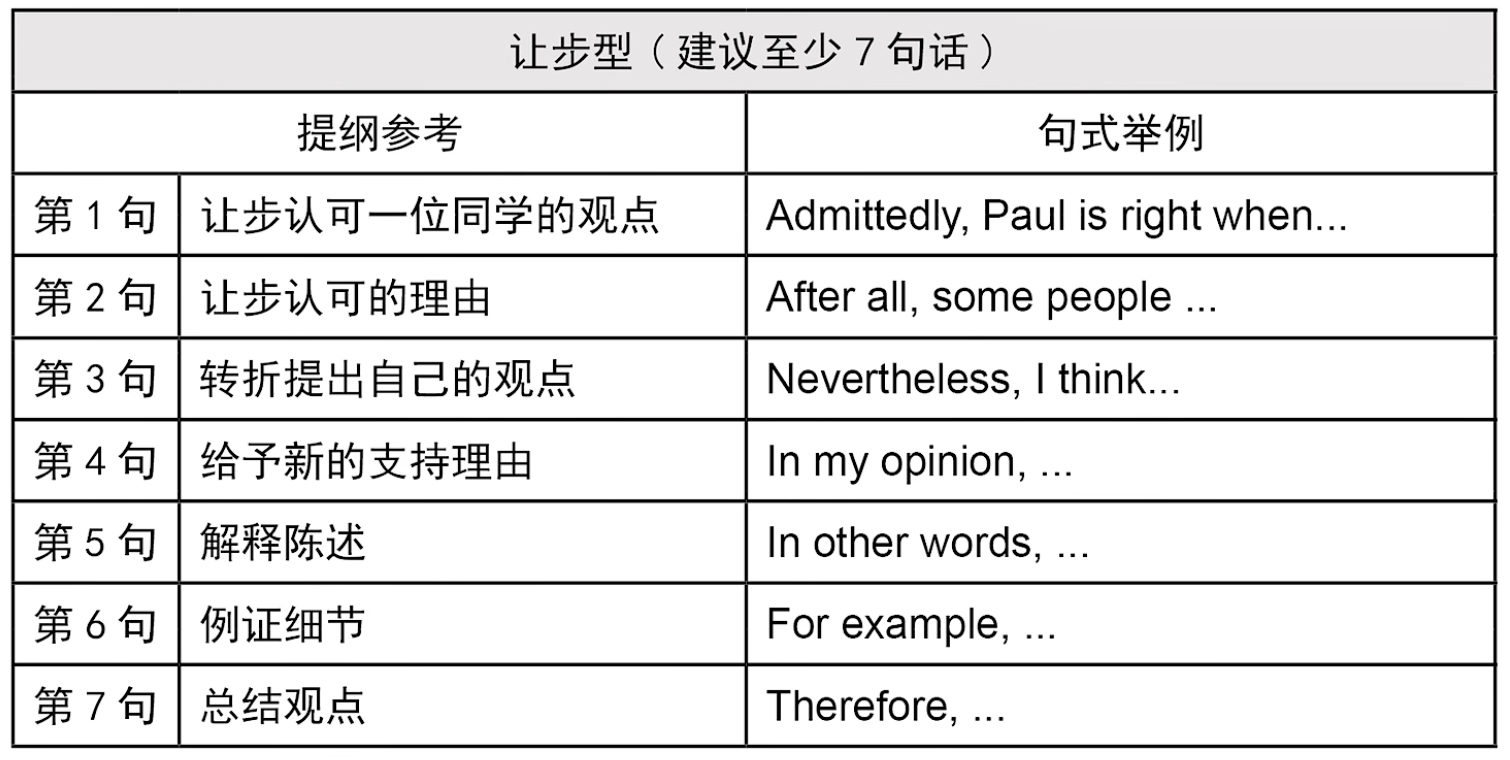 让步型（建议至少 7 句话）
提纲参考 句式举例
第 1 句 让步认可一位同学的观点 Admittedly, Paul is right when...
第 2 句 让步认可的理由 After all, some people ...
第 3 句 转折提出自己的观点 Nevertheless, I think...
第 4 句 给予新的支持理由 In my opinion, ...
第 5 句 解释陈述 In other words, ...
第 6 句 例证细节 For example, ...
第 7 句 总结观点 Therefore, ...